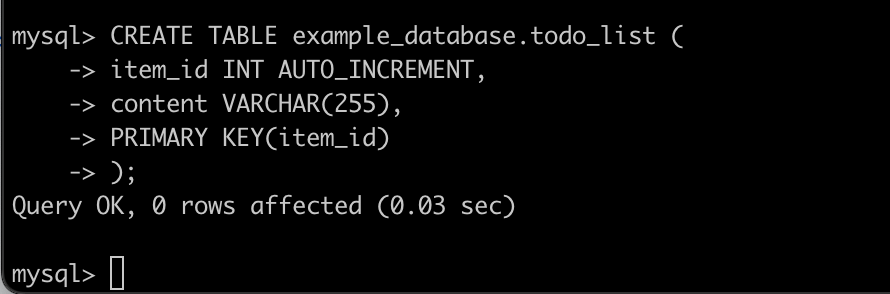 mysql> CREATE TABLE example_database.todo_list (
    -> item_id INT AUTO_INCREMENT,
    -> content VARCHAR(255),
    -> PRIMARY KEY(item_id)
    -> );
Query OK, 0 rows affected (0.03 sec)
mysql>